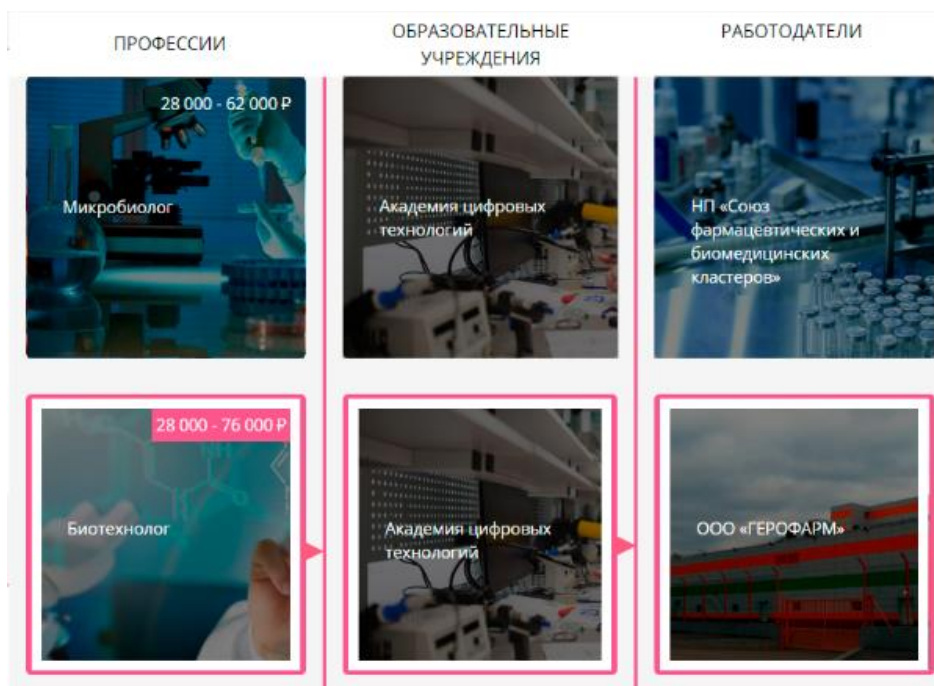 ПРОФЕССИИ
ОБРАЗОВАТЕЛЬНЫЕ
УЧРЕЖДЕНИЯ
РАБОТОДАТЕЛИ
28 000 - 62 000 ₽
Микробиолог
Академия цифровых
технологий
НП «Союз
фармацевтических и
биомедицинских
кластеров»
28 000 - 76 000 ₽
Биотехнолог
Академия цифровых
технологий
ООО «ГЕРОФАРМ»